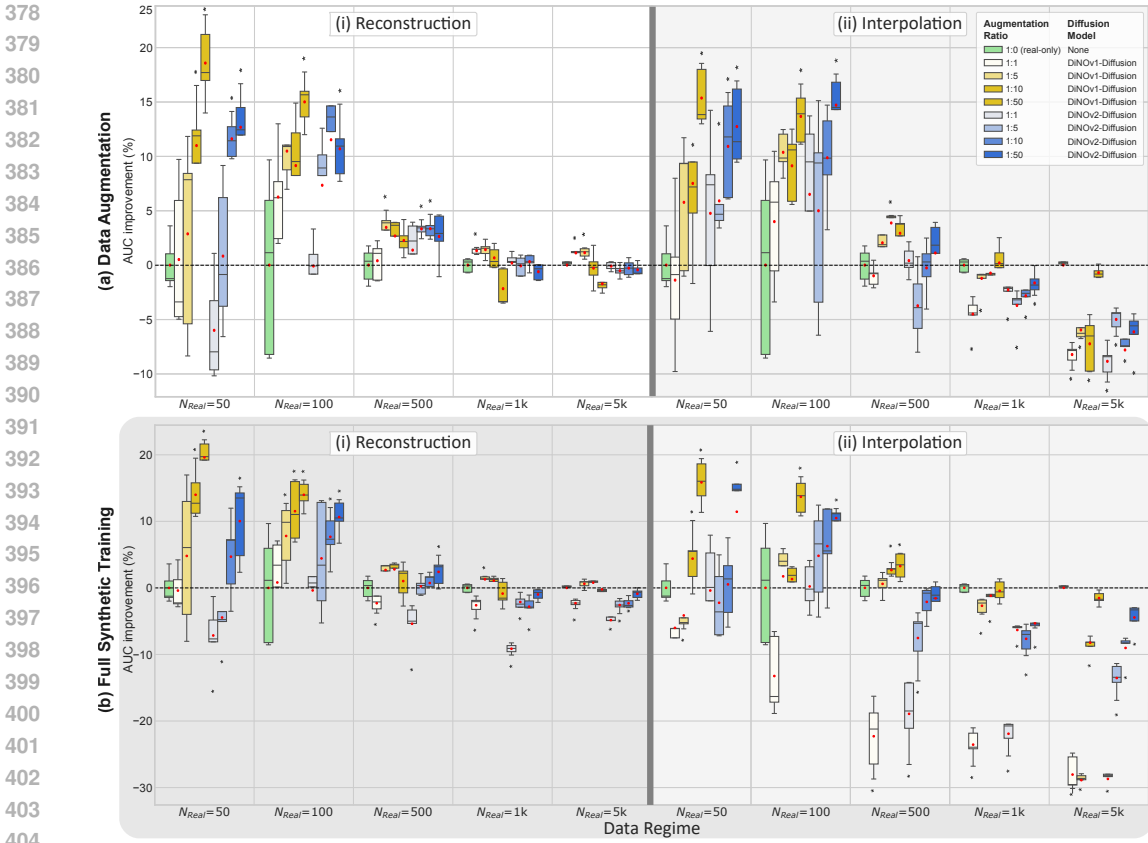 378
379
380
381
382
383
384
385
386
387
388
389
390
391
392
393
394
395
396
397
398
399
400
401
402
403
404
(a) Data Augmentation
AUC improvement (%)
25
20
15
10
5
0
−5
−10
(i) Reconstruction
(ii) Interpolation
Augmentation Ratio
Diffusion Model
1:0 (real-only) None
1:1 DiNOv1-Diffusion
1:5 DiNOv1-Diffusion
1:10 DiNOv1-Diffusion
1:50 DiNOv1-Diffusion
1:1 DiNOv2-Diffusion
1:5 DiNOv2-Diffusion
1:10 DiNOv2-Diffusion
1:50 DiNOv2-Diffusion
N_Real=50 N_Real=100 N_Real=500 N_Real=1k N_Real=5k N_Real=50 N_Real=100 N_Real=500 N_Real=1k N_Real=5k
(b) Full Synthetic Training
AUC improvement (%)
20
10
0
−10
−20
−30
(i) Reconstruction
(ii) Interpolation
N_Real=50 N_Real=100 N_Real=500 N_Real=1k N_Real=5k N_Real=50 N_Real=100 N_Real=500 N_Real=1k N_Real=5k
Data Regime